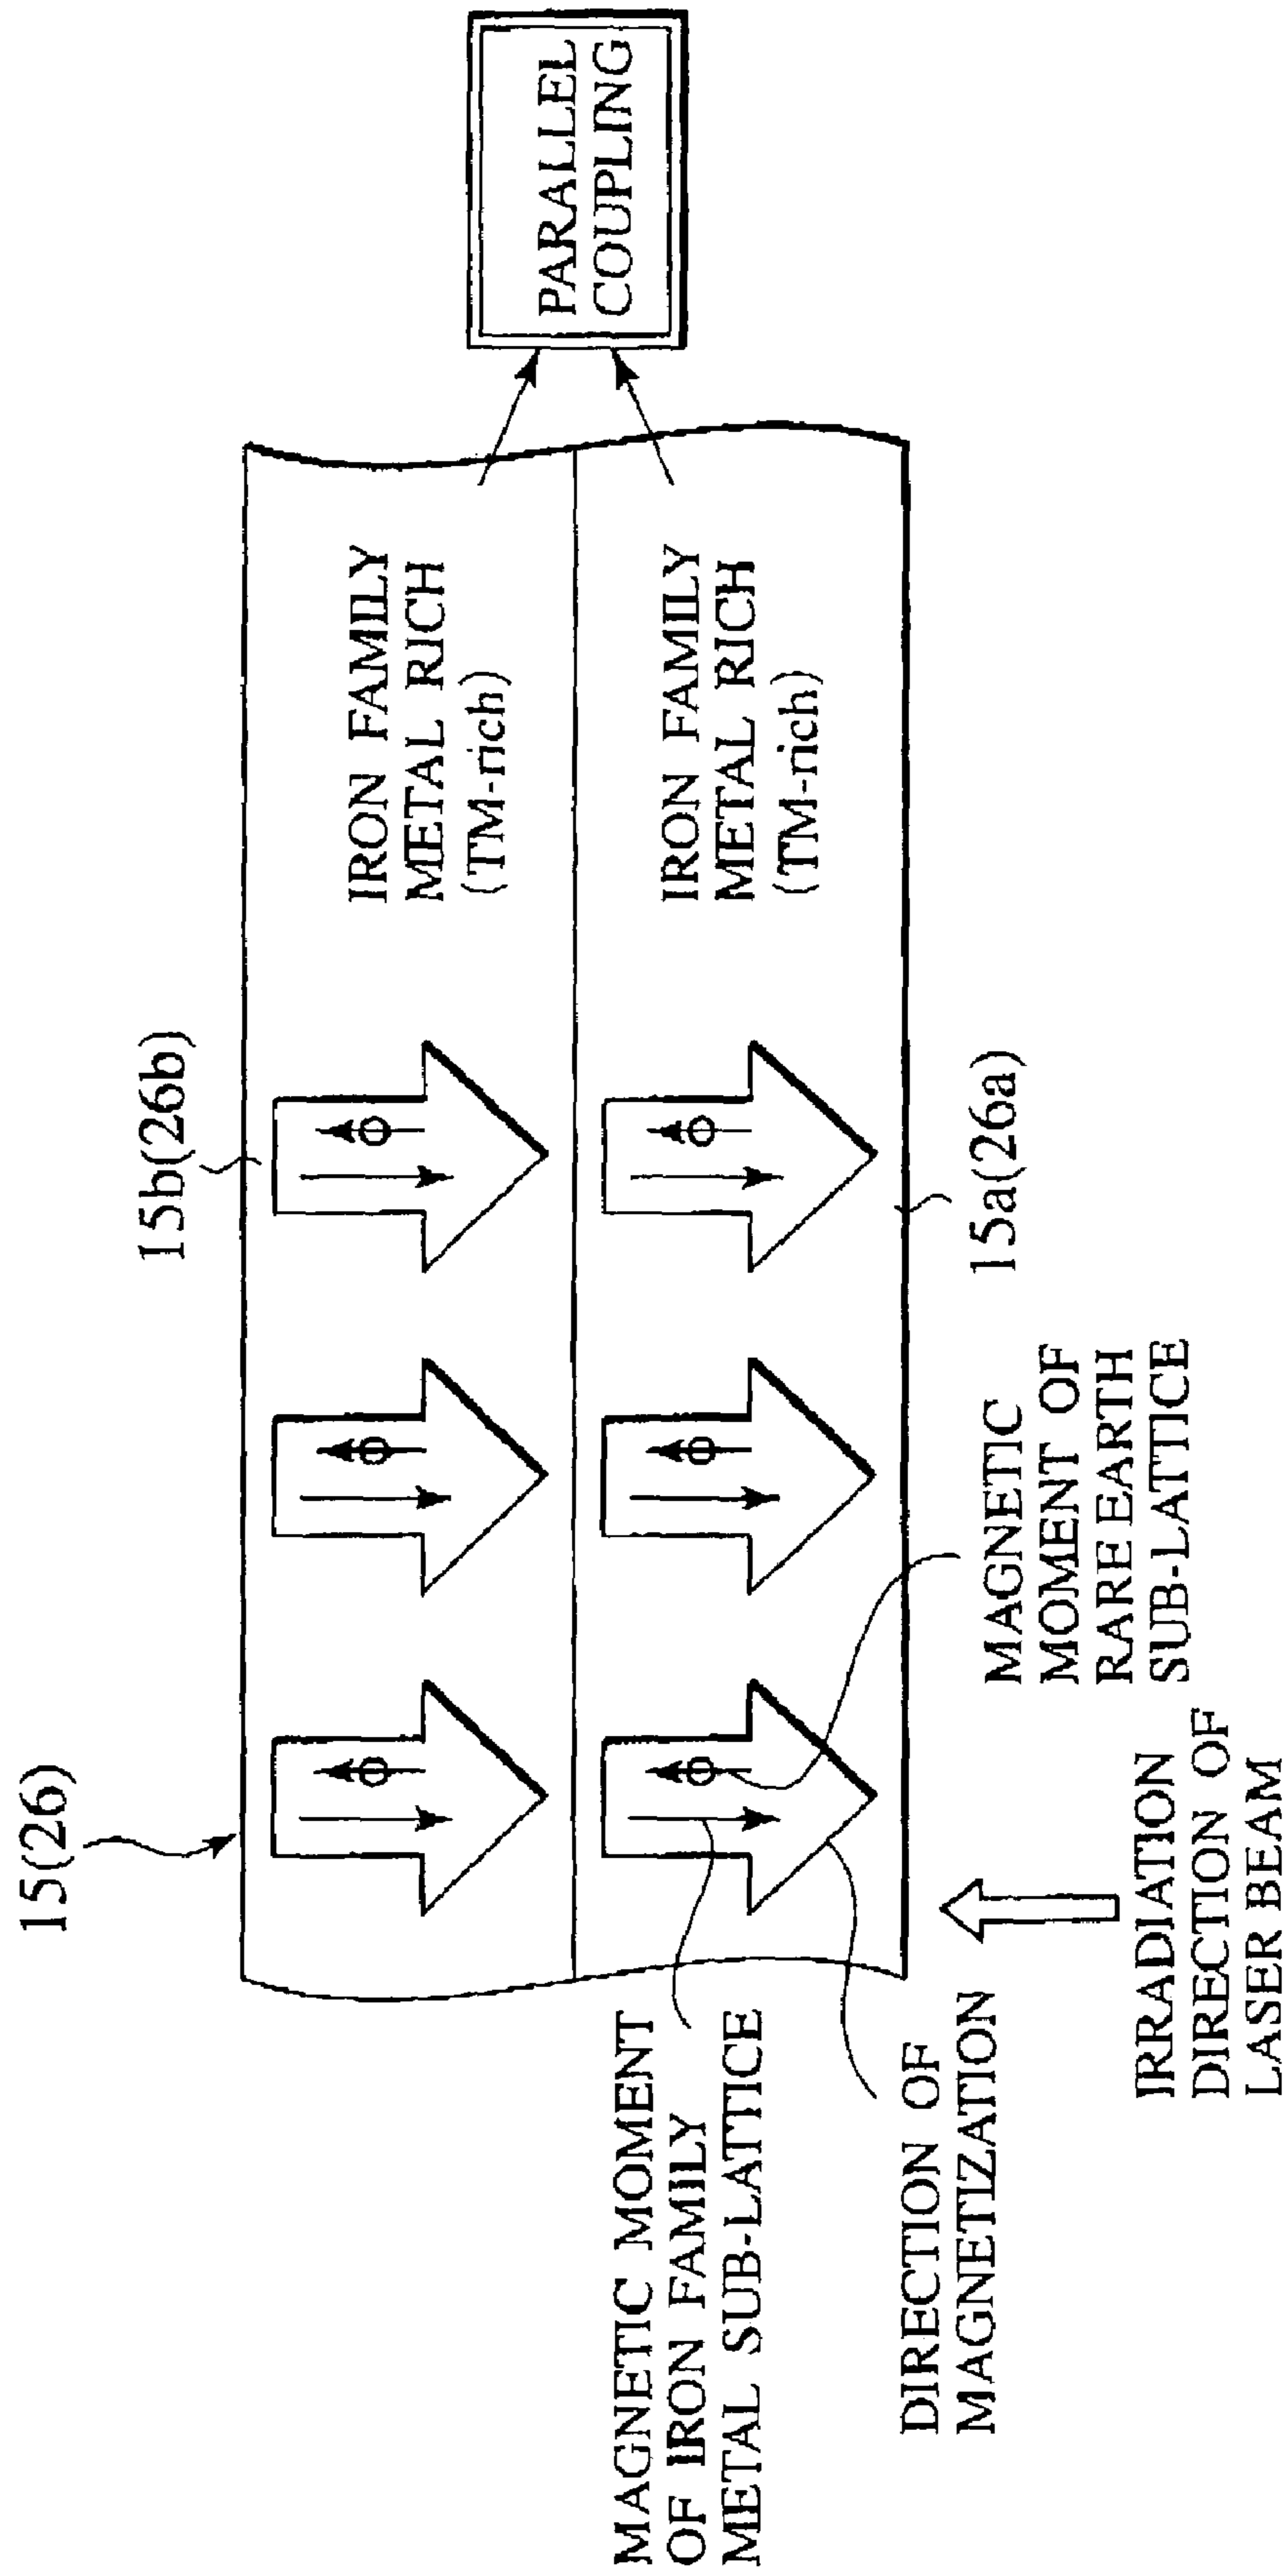 15(26)
15b(26b)
IRON FAMILY
METAL RICH
(TM-rich)
PARALLEL
COUPLING
IRON FAMILY
METAL RICH
(TM-rich)
15a(26a)
MAGNETIC MOMENT
OF IRON FAMILY
METAL SUB-LATTICE
DIRECTION OF
MAGNETIZATION
MAGNETIC
MOMENT OF
RARE EARTH
SUB-LATTICE
IRRADIATION
DIRECTION OF
LASER BEAM